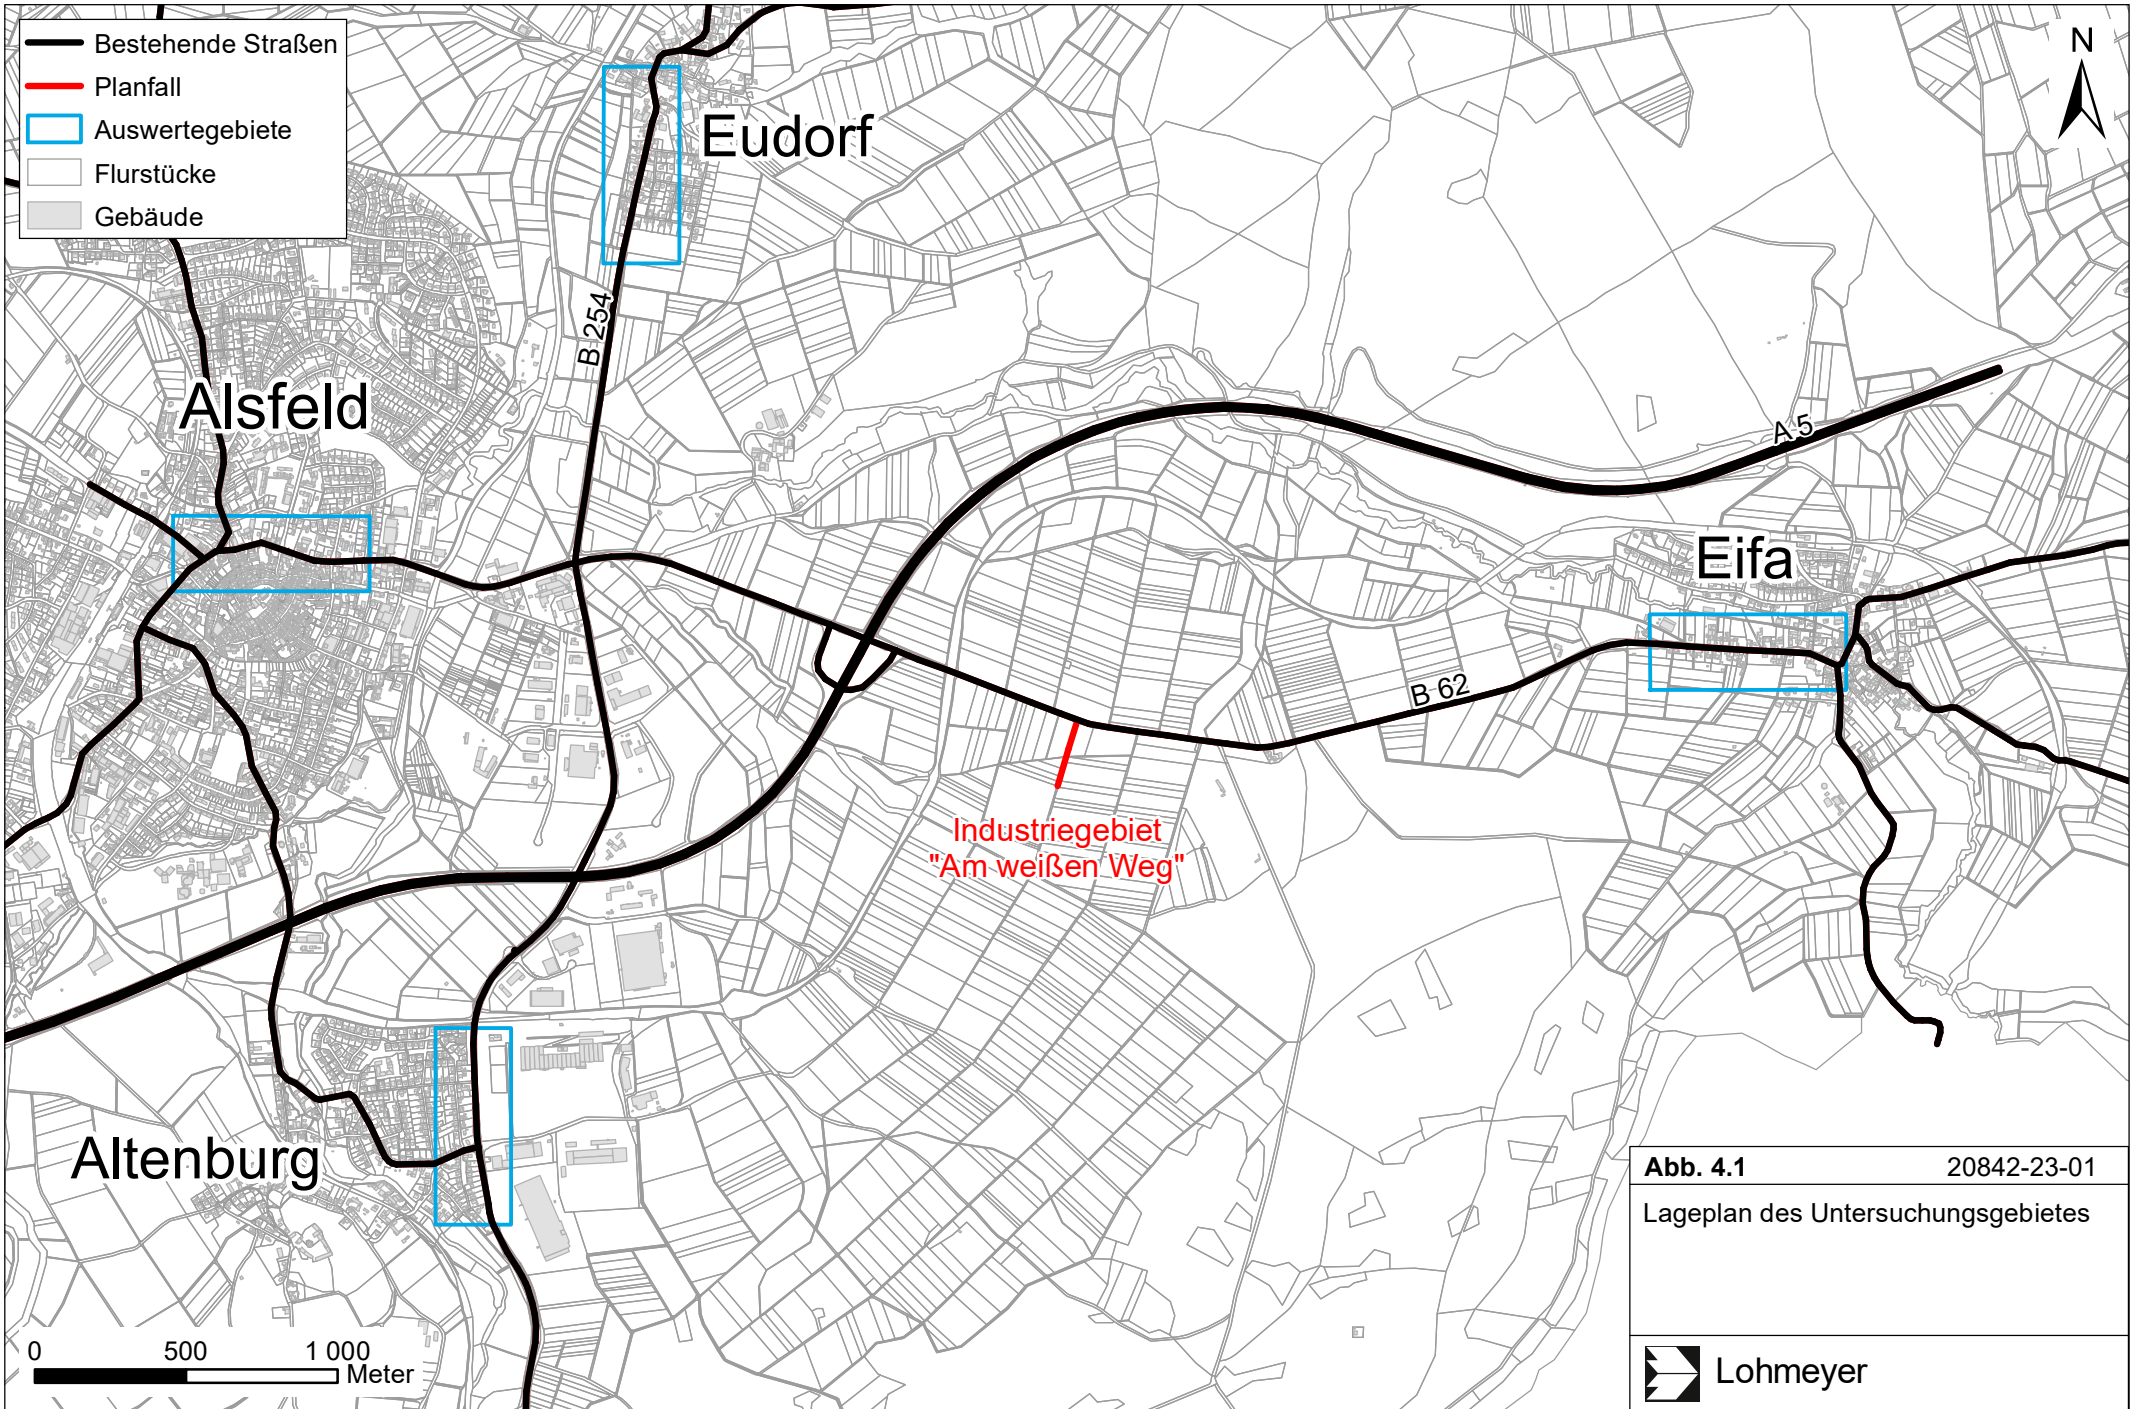 Bestehende Straßen
Planfall
Auswertegebiete
Flurstücke
Gebäude
N
Eudorf
B 254
Alsfeld
A 5
Eifa
B 62
Industriegebiet
"Am weißen Weg"
Altenburg
0 500 1 000
Meter
Abb. 4.1 20842-23-01
Lageplan des Untersuchungsgebietes
Lohmeyer